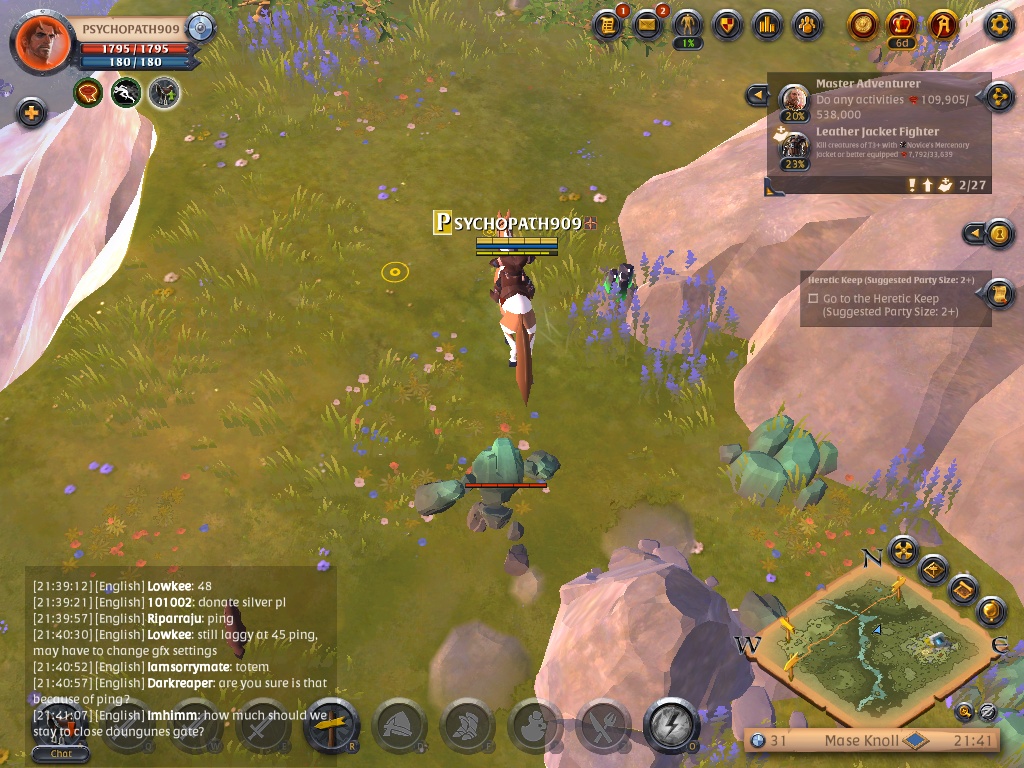 PSYCHOPATH909
1795 / 1795
180 / 180
1
2
1%
6d
Master Adventurer
Do any activities 109,905/
538,000
20%
Leather Jacket Fighter
Kill creatures of T3+ with Novice's Mercenary
Jacket or better equipped 7,792/33,639
23%
2/27
PSYCHOPATH909
Heretic Keep (Suggested Party Size: 2+)
Go to the Heretic Keep
(Suggested Party Size: 2+)
[21:39:12] [English] Lowkee: 48
[21:39:21] [English] 101002: donate silver pl
[21:39:57] [English] Riparraju: ping
[21:40:30] [English] Lowkee: still laggy at 45 ping,
may have to change gfx settings
[21:40:52] [English] Iamsorrymate: totem
[21:40:57] [English] Darkreaper: are you sure is that
because of ping?
[21:41:07] [English] Imhimm: how much should we
stay to close doungunes gate?
Chat
Q
W
E
R
D
F
O
N
W
E
31 Mase Knoll 21:41